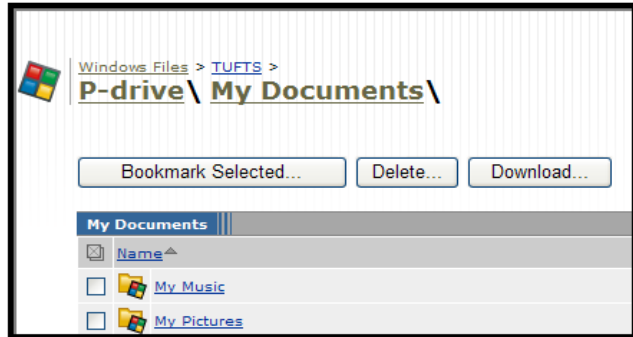 Windows Files > TUFTS >
P-drive\ My Documents\
Bookmark Selected... Delete... Download...
My Documents
Name
My Music
My Pictures